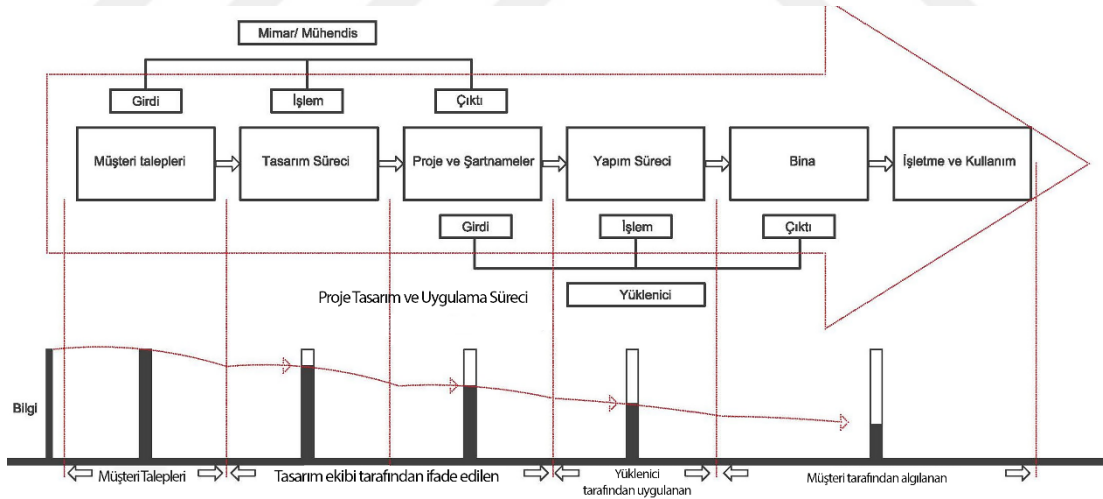 Mimar/ Mühendis
Girdi
İşlem
Çıktı
Müşteri talepleri
Tasarım Süreci
Proje ve Şartnameler
Yapım Süreci
Bina
İşletme ve Kullanım
Girdi
İşlem
Çıktı
Yüklenici
Proje Tasarım ve Uygulama Süreci
Bilgi
Müşteri Talepleri
Tasarım ekibi tarafından ifade edilen
Yüklenici
tarafından uygulanan
Müşteri tarafından algılanan